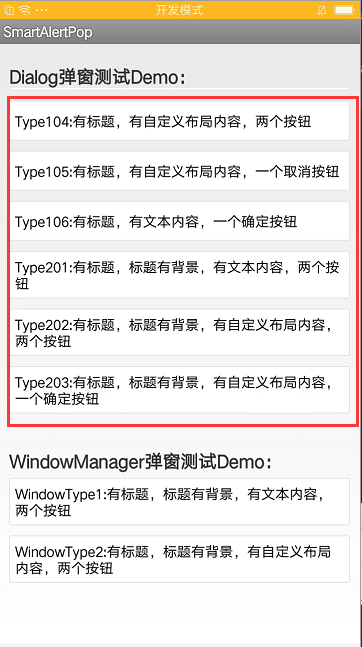 开发模式
SmartAlertPop
Dialog弹窗测试Demo：
Type104:有标题，有自定义布局内容，两个按钮
Type105:有标题，有自定义布局内容，一个取消按钮
Type106:有标题，有文本内容，一个确定按钮
Type201:有标题，标题有背景，有文本内容，两个按
钮
Type202:有标题，标题有背景，有自定义布局内容，
两个按钮
Type203:有标题，标题有背景，有自定义布局内容，
一个确定按钮
WindowManager弹窗测试Demo：
WindowType1:有标题，标题有背景，有文本内容，
两个按钮
WindowType2:有标题，标题有背景，有自定义布局
内容，两个按钮